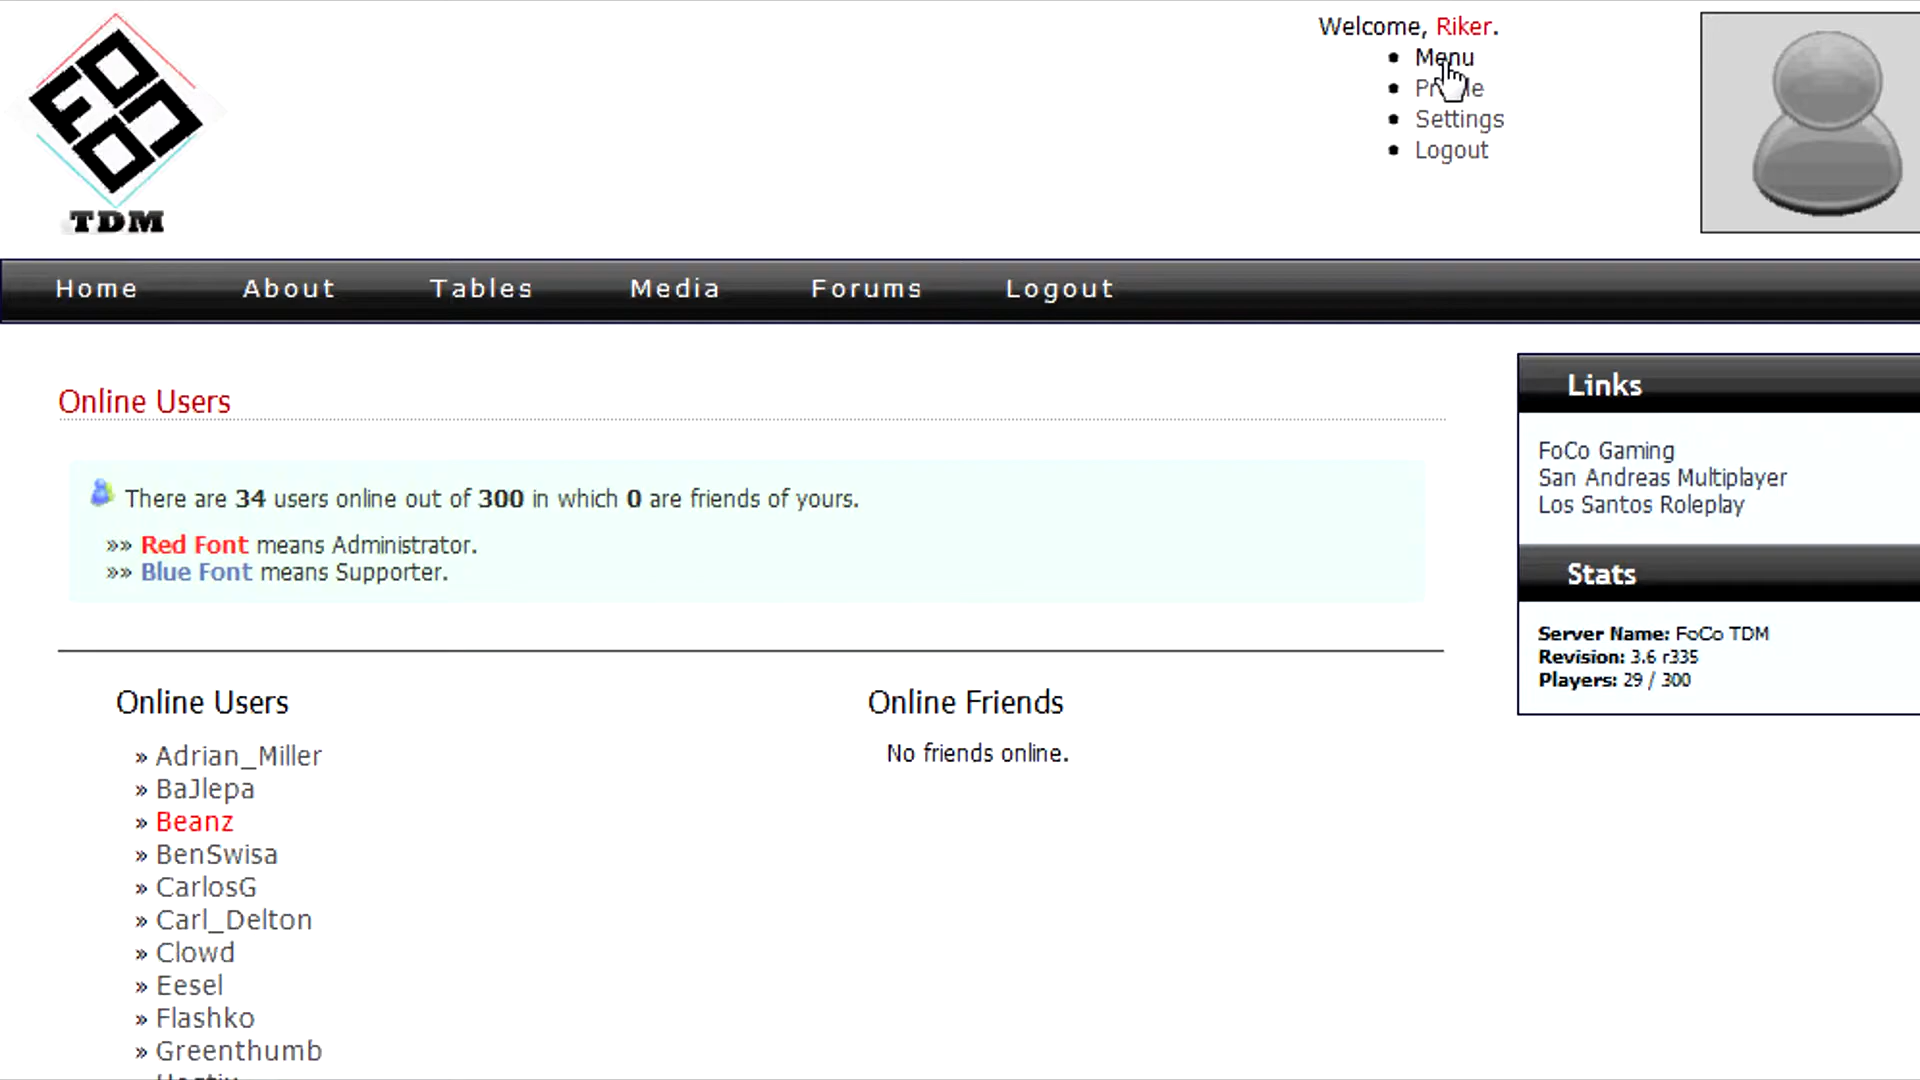 FOCO
TDM
Welcome, Riker.
Menu
Profile
Settings
Logout
Home About Tables Media Forums Logout
Online Users
There are 34 users online out of 300 in which 0 are friends of yours.
»» Red Font means Administrator.
»» Blue Font means Supporter.
Links
FoCo Gaming
San Andreas Multiplayer
Los Santos Roleplay
Stats
Server Name: FoCo TDM
Revision: 3.6 r335
Players: 29 / 300
Online Users
» Adrian_Miller
» BaJlepa
» Beanz
» BenSwisa
» CarlosG
» Carl_Delton
» Clowd
» Eesel
» Flashko
» Greenthumb
Online Friends
No friends online.